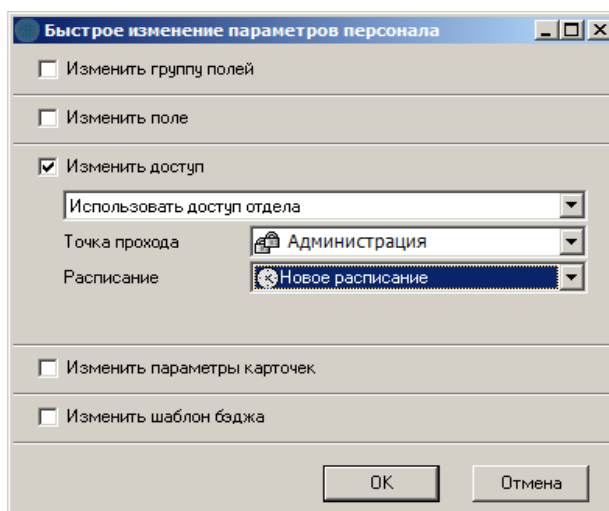 Быстрое изменение параметров персонала
Изменить группу полей
Изменить поле
Изменить доступ
Использовать доступ отдела
Точка прохода Администрация
Расписание Новое расписание
Изменить параметры карточек
Изменить шаблон бэджа
OK Отмена